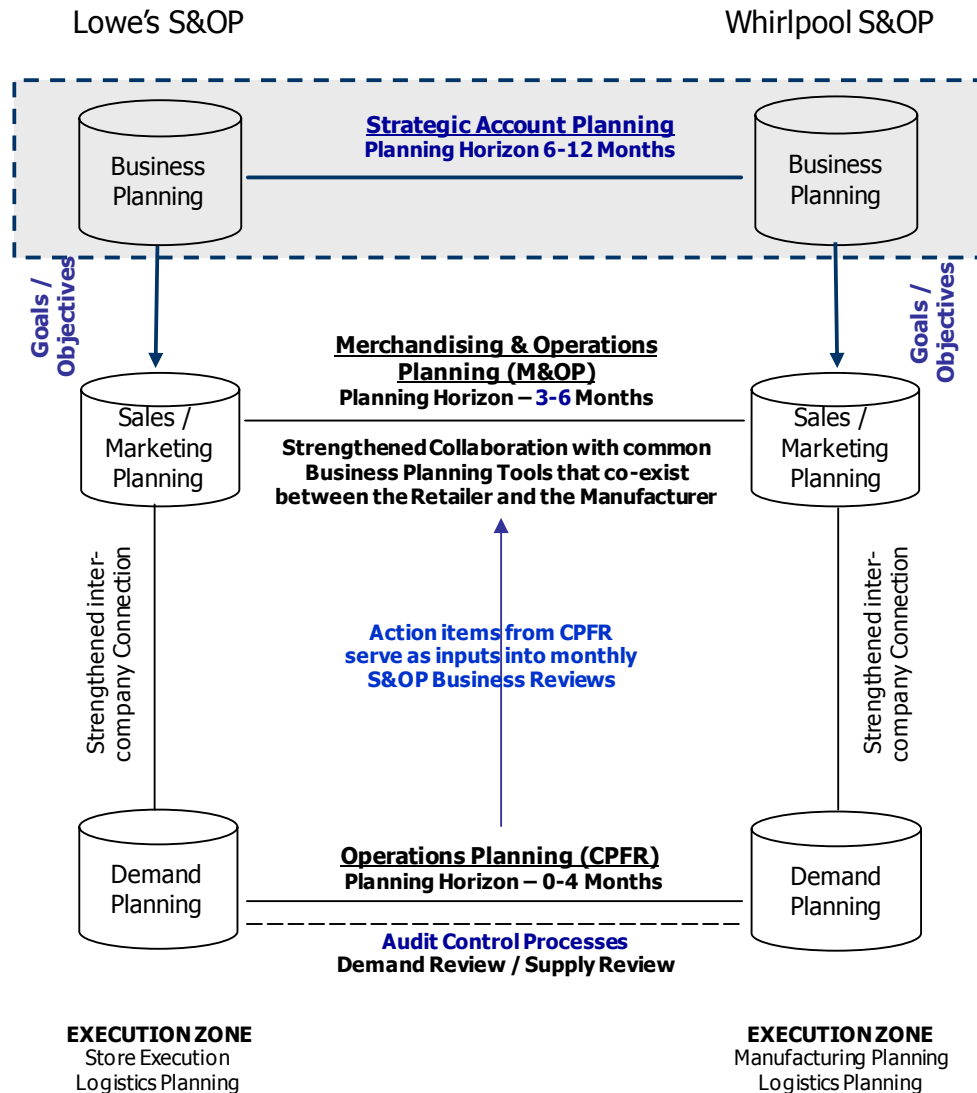 Lowe's S&OP
Whirlpool S&OP
Business
Planning
Strategic Account Planning
Planning Horizon 6-12 Months
Business
Planning
Goals /
Objectives
Goals /
Objectives
Merchandising & Operations
Planning (M&OP)
Planning Horizon – 3-6 Months
Sales /
Marketing
Planning
Sales /
Marketing
Planning
Strengthened Collaboration with common
Business Planning Tools that co-exist
between the Retailer and the Manufacturer
Strengthened inter-
company Connection
Strengthened inter-
company Connection
Action items from CPFR
serve as inputs into monthly
S&OP Business Reviews
Demand
Planning
Operations Planning (CPFR)
Planning Horizon – 0-4 Months
Demand
Planning
Audit Control Processes
Demand Review / Supply Review
EXECUTION ZONE
Store Execution
Logistics Planning
EXECUTION ZONE
Manufacturing Planning
Logistics Planning